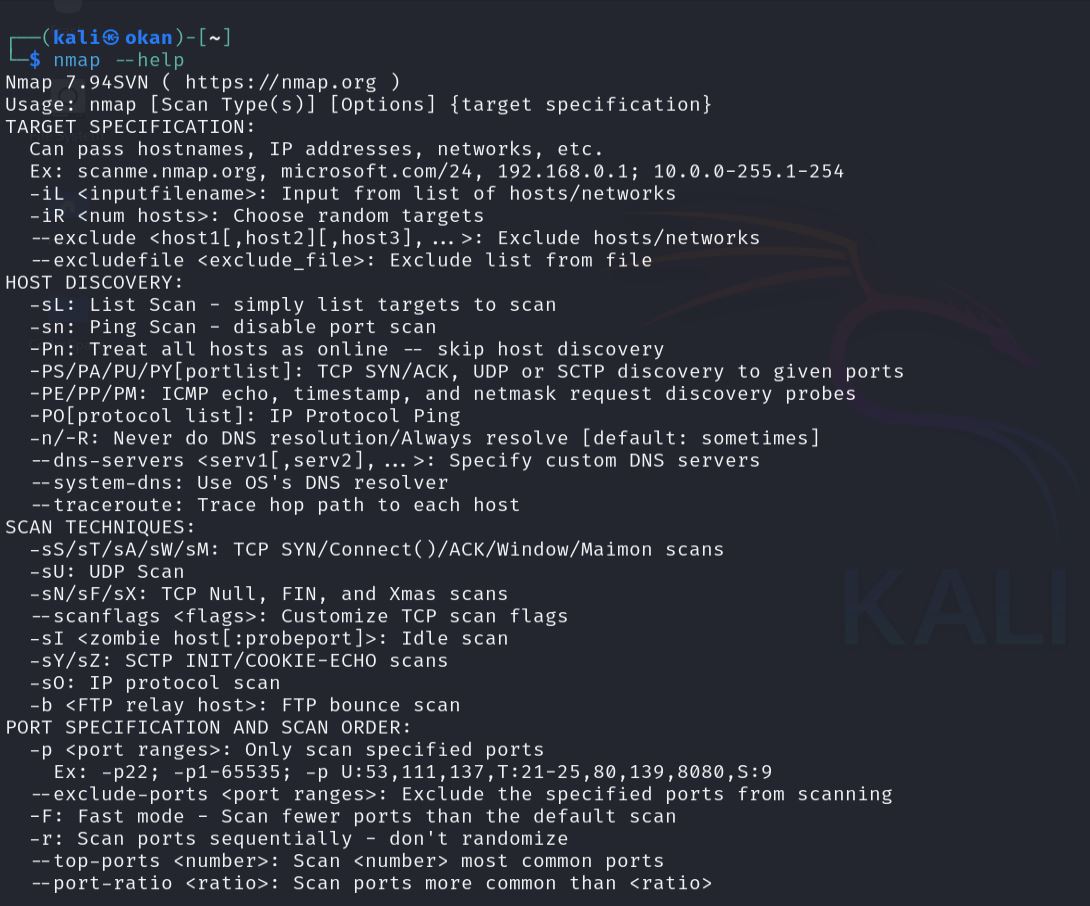 ┌──(kali㉿okan)-[~]
└─$ nmap --help
Nmap 7.94SVN ( https://nmap.org )
Usage: nmap [Scan Type(s)] [Options] {target specification}
TARGET SPECIFICATION:
  Can pass hostnames, IP addresses, networks, etc.
  Ex: scanme.nmap.org, microsoft.com/24, 192.168.0.1; 10.0.0-255.1-254
  -iL <inputfilename>: Input from list of hosts/networks
  -iR <num hosts>: Choose random targets
  --exclude <host1[,host2][,host3],...>: Exclude hosts/networks
  --excludefile <exclude_file>: Exclude list from file
HOST DISCOVERY:
  -sL: List Scan - simply list targets to scan
  -sn: Ping Scan - disable port scan
  -Pn: Treat all hosts as online -- skip host discovery
  -PS/PA/PU/PY[portlist]: TCP SYN/ACK, UDP or SCTP discovery to given ports
  -PE/PP/PM: ICMP echo, timestamp, and netmask request discovery probes
  -PO[protocol list]: IP Protocol Ping
  -n/-R: Never do DNS resolution/Always resolve [default: sometimes]
  --dns-servers <serv1[,serv2],...>: Specify custom DNS servers
  --system-dns: Use OS's DNS resolver
  --traceroute: Trace hop path to each host
SCAN TECHNIQUES:
  -sS/sT/sA/sW/sM: TCP SYN/Connect()/ACK/Window/Maimon scans
  -sU: UDP Scan
  -sN/sF/sX: TCP Null, FIN, and Xmas scans
  --scanflags <flags>: Customize TCP scan flags
  -sI <zombie host[:probeport]>: Idle scan
  -sY/sZ: SCTP INIT/COOKIE-ECHO scans
  -sO: IP protocol scan
  -b <FTP relay host>: FTP bounce scan
PORT SPECIFICATION AND SCAN ORDER:
  -p <port ranges>: Only scan specified ports
    Ex: -p22; -p1-65535; -p U:53,111,137,T:21-25,80,139,8080,S:9
  --exclude-ports <port ranges>: Exclude the specified ports from scanning
  -F: Fast mode - Scan fewer ports than the default scan
  -r: Scan ports sequentially - don't randomize
  --top-ports <number>: Scan <number> most common ports
  --port-ratio <ratio>: Scan ports more common than <ratio>
KALI